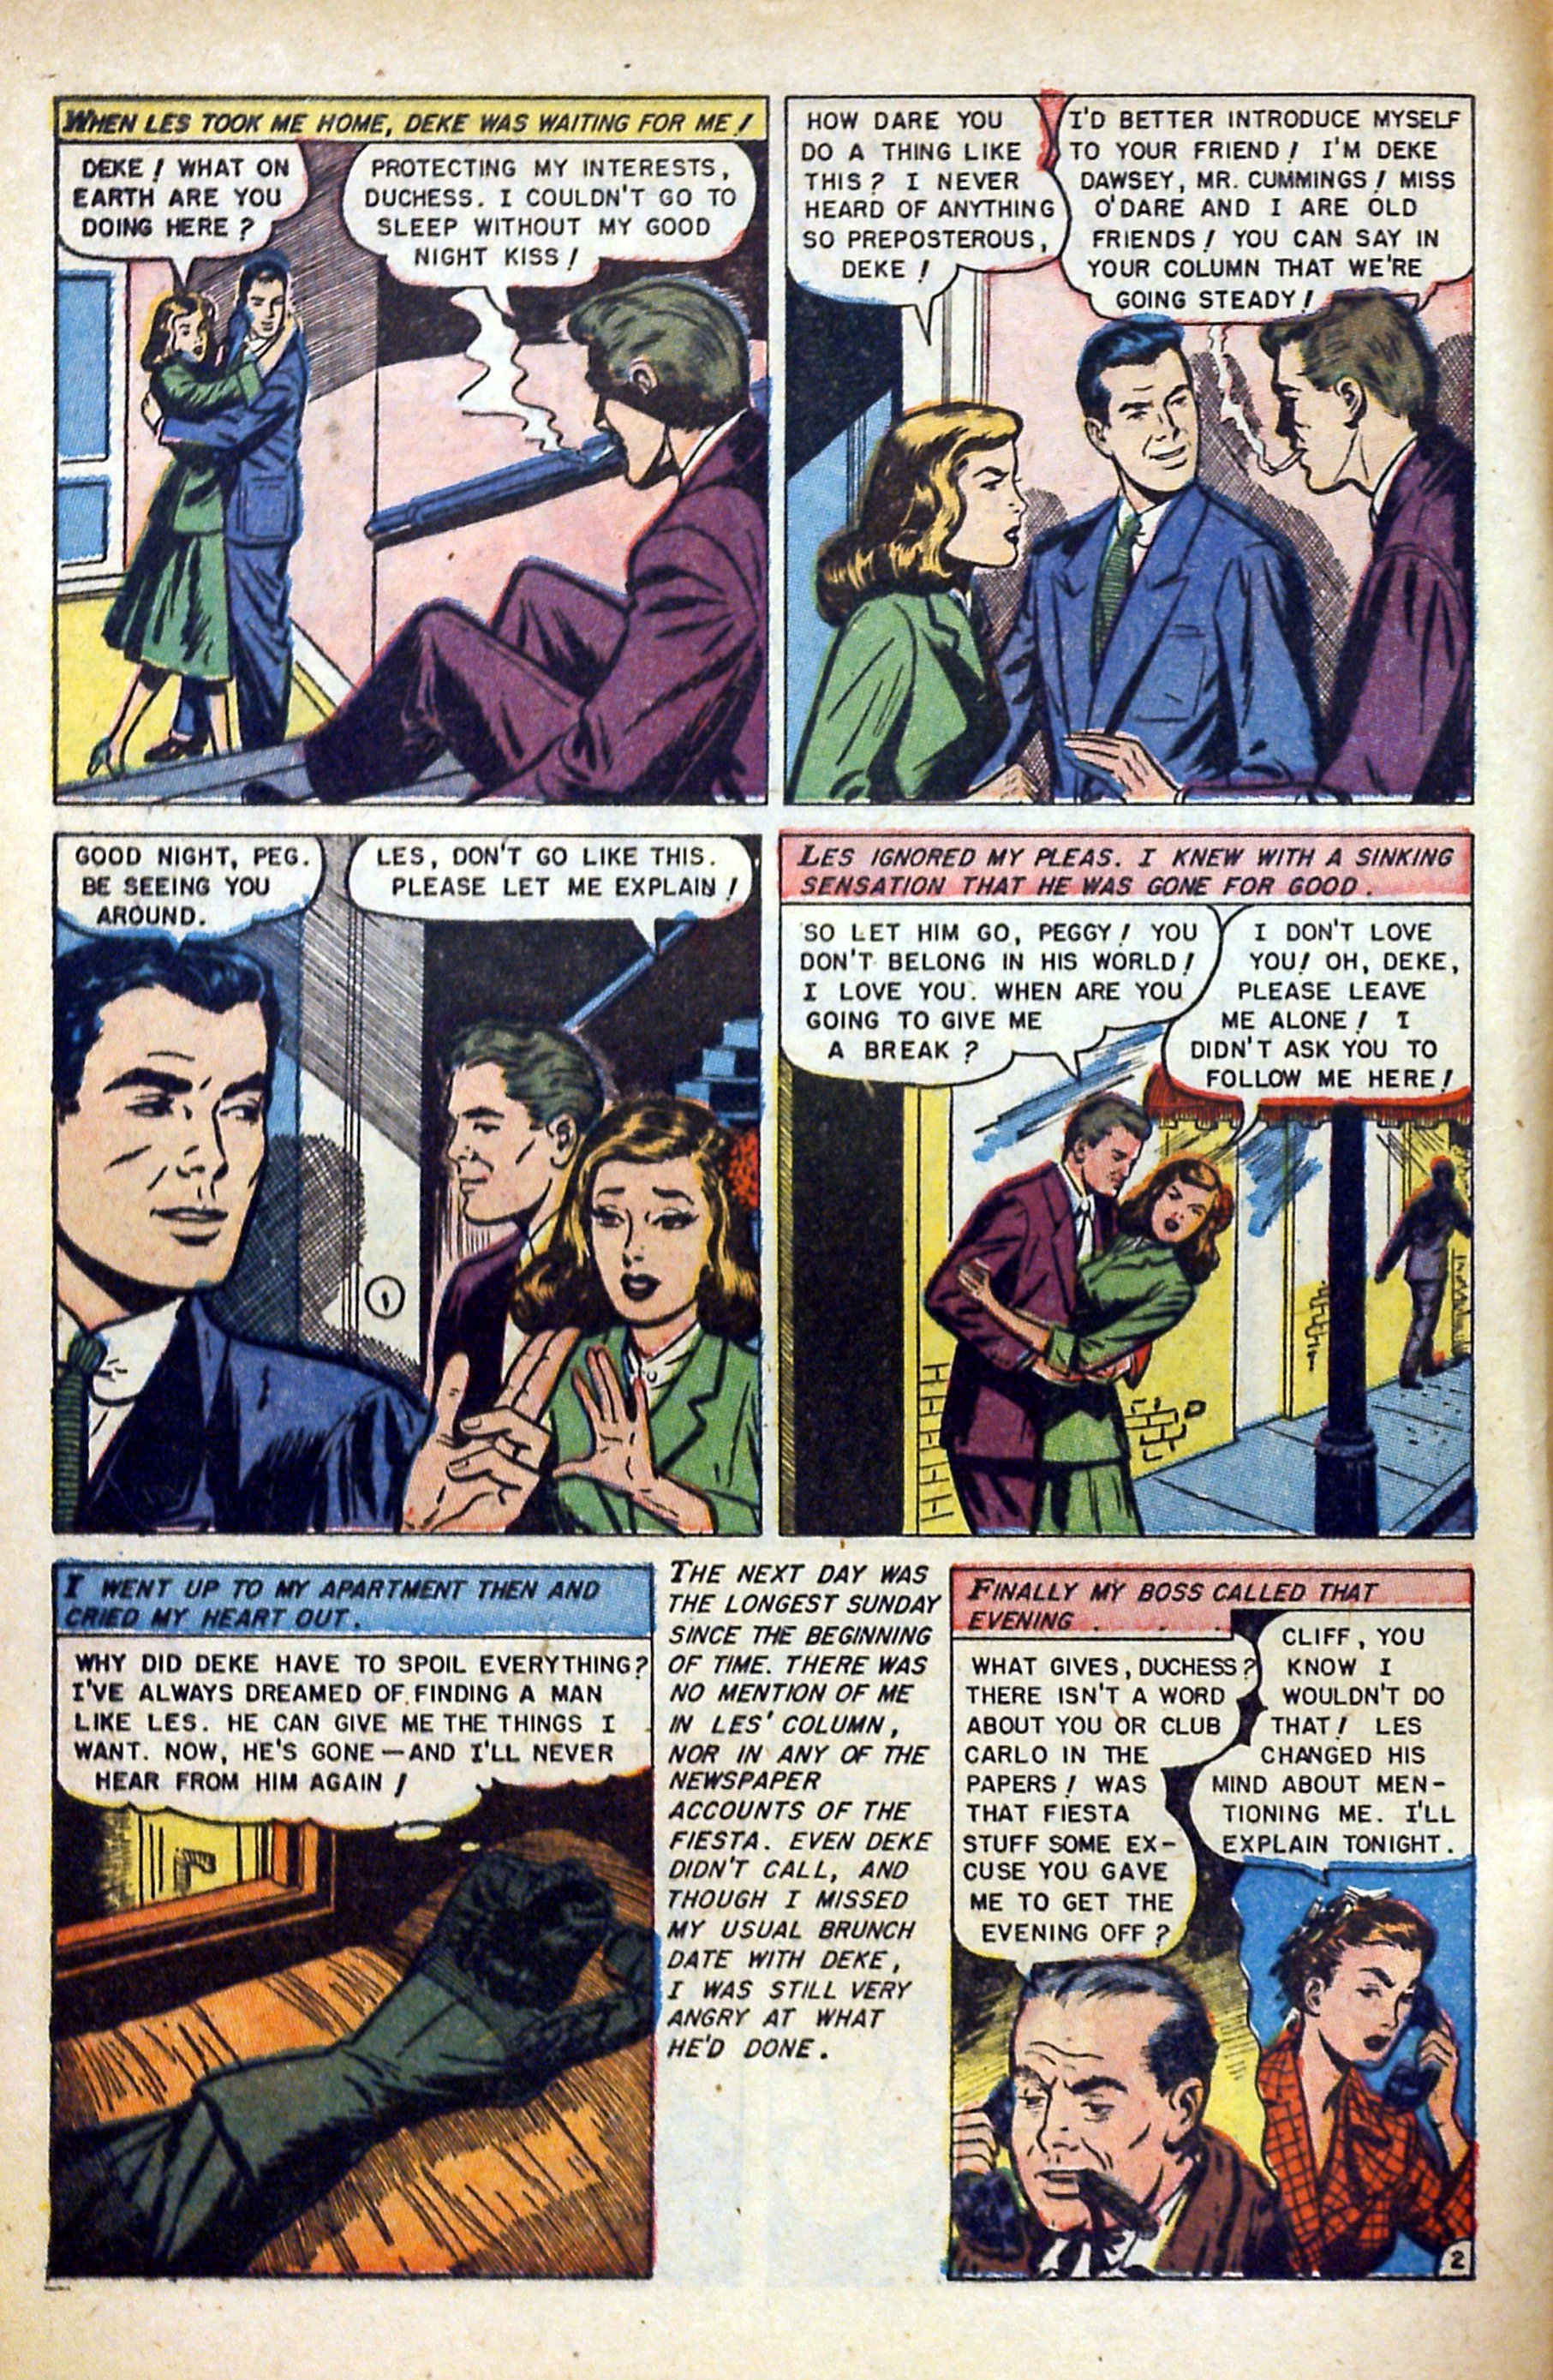 WHEN LES TOOK ME HOME, DEKE WAS WAITING FOR ME!
DEKE! WHAT ON
EARTH ARE YOU
DOING HERE?
PROTECTING MY INTERESTS,
DUCHESS. I COULDN'T GO TO
SLEEP WITHOUT MY GOOD
NIGHT KISS!
HOW DARE YOU
DO A THING LIKE
THIS? I NEVER
HEARD OF ANYTHING
SO PREPOSTEROUS,
DEKE!
I'D BETTER INTRODUCE MYSELF
TO YOUR FRIEND! I'M DEKE
DAWSEY, MR. CUMMINGS! MISS
O'DARE AND I ARE OLD
FRIENDS! YOU CAN SAY IN
YOUR COLUMN THAT WE'RE
GOING STEADY!
GOOD NIGHT, PEG.
BE SEEING YOU
AROUND.
LES, DON'T GO LIKE THIS.
PLEASE LET ME EXPLAIN!
LES IGNORED MY PLEAS. I KNEW WITH A SINKING
SENSATION THAT HE WAS GONE FOR GOOD.
SO LET HIM GO, PEGGY! YOU
DON'T BELONG IN HIS WORLD!
I LOVE YOU. WHEN ARE YOU
GOING TO GIVE ME
A BREAK?
I DON'T LOVE
YOU! OH, DEKE,
PLEASE LEAVE
ME ALONE! I
DIDN'T ASK YOU TO
FOLLOW ME HERE!
I WENT UP TO MY APARTMENT THEN AND
CRIED MY HEART OUT.
WHY DID DEKE HAVE TO SPOIL EVERYTHING?
I'VE ALWAYS DREAMED OF FINDING A MAN
LIKE LES. HE CAN GIVE ME THE THINGS I
WANT. NOW, HE'S GONE—AND I'LL NEVER
HEAR FROM HIM AGAIN!
THE NEXT DAY WAS
THE LONGEST SUNDAY
SINCE THE BEGINNING
OF TIME. THERE WAS
NO MENTION OF ME
IN LES' COLUMN,
NOR IN ANY OF THE
NEWSPAPER
ACCOUNTS OF THE
FIESTA. EVEN DEKE
DIDN'T CALL, AND
THOUGH I MISSED
MY USUAL BRUNCH
DATE WITH DEKE,
I WAS STILL VERY
ANGRY AT WHAT
HE'D DONE.
FINALLY MY BOSS CALLED THAT
EVENING . . .
WHAT GIVES, DUCHESS?
THERE ISN'T A WORD
ABOUT YOU OR CLUB
CARLO IN THE
PAPERS! WAS
THAT FIESTA
STUFF SOME EX-
CUSE YOU GAVE
ME TO GET THE
EVENING OFF?
CLIFF, YOU
KNOW I
WOULDN'T DO
THAT! LES
CHANGED HIS
MIND ABOUT MEN-
TIONING ME. I'LL
EXPLAIN TONIGHT.
2